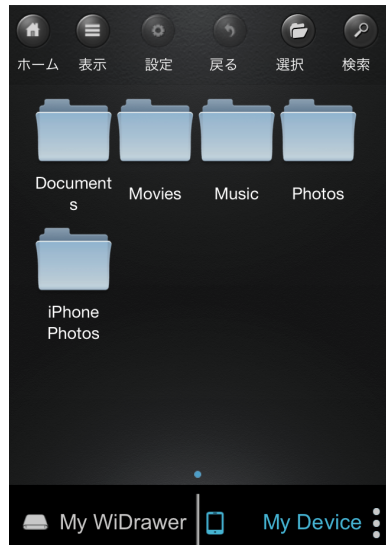 ホーム 表示 設定 戻る 選択 検索
Document Movies Music Photos
s
iPhone
Photos
My WiDrawer My Device